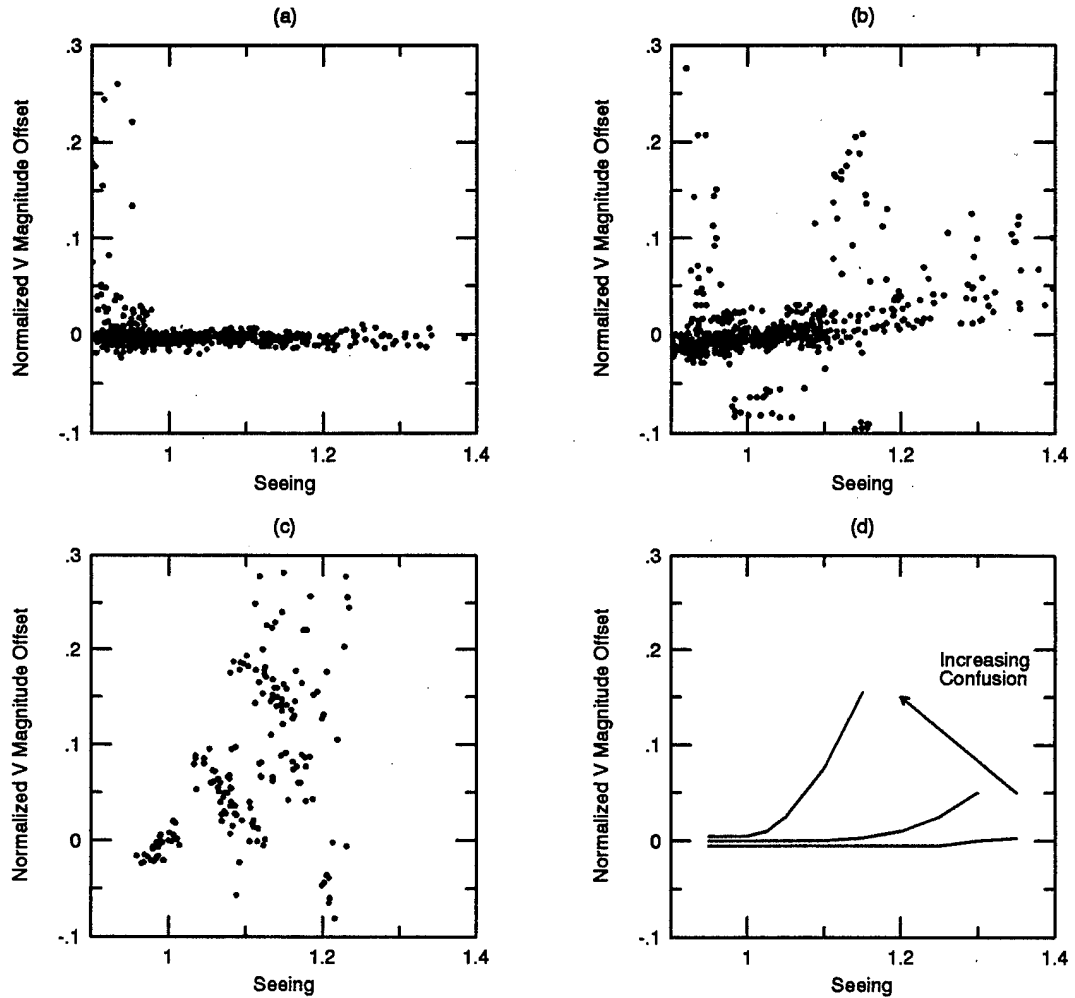 (a)
.3
.2
.1
0
-.1
Normalized V Magnitude Offset
1
1.2
1.4
Seeing
(b)
.3
.2
.1
0
-.1
Normalized V Magnitude Offset
1
1.2
1.4
Seeing
(c)
.3
.2
.1
0
-.1
Normalized V Magnitude Offset
1
1.2
1.4
Seeing
(d)
.3
.2
.1
0
-.1
Normalized V Magnitude Offset
Increasing
Confusion
1
1.2
1.4
Seeing